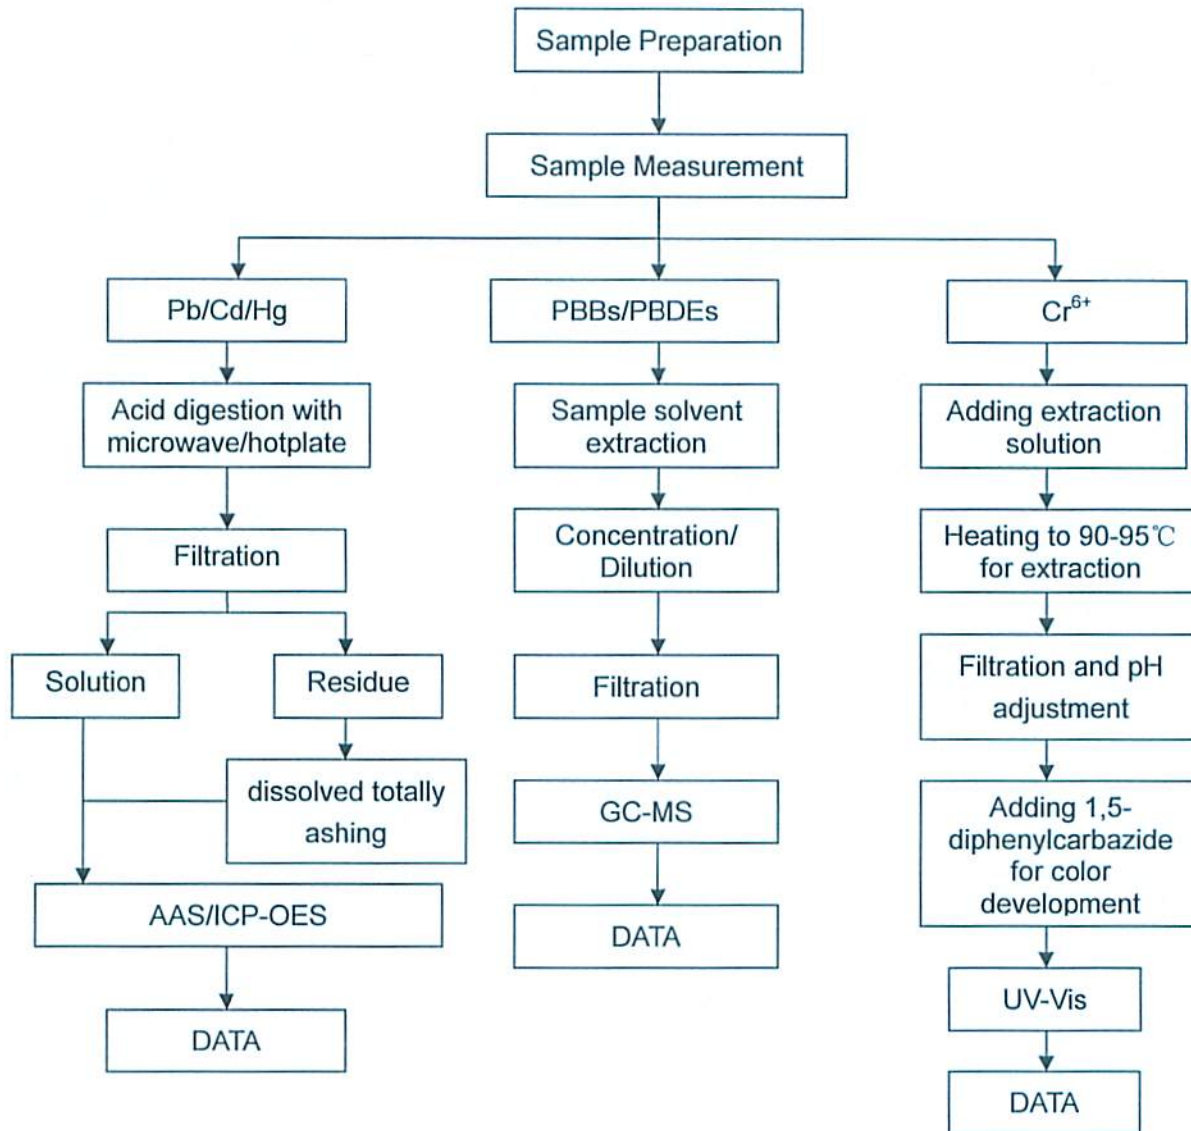 Sample Preparation
Sample Measurement
Pb/Cd/Hg
Acid digestion with
microwave/hotplate
Filtration
Solution
Residue
dissolved totally
ashing
AAS/ICP-OES
DATA
PBBs/PBDEs
Sample solvent
extraction
Concentration/
Dilution
Filtration
GC-MS
DATA
Cr⁶⁺
Adding extraction
solution
Heating to 90-95℃
for extraction
Filtration and pH
adjustment
Adding 1,5-
diphenylcarbazide
for color
development
UV-Vis
DATA